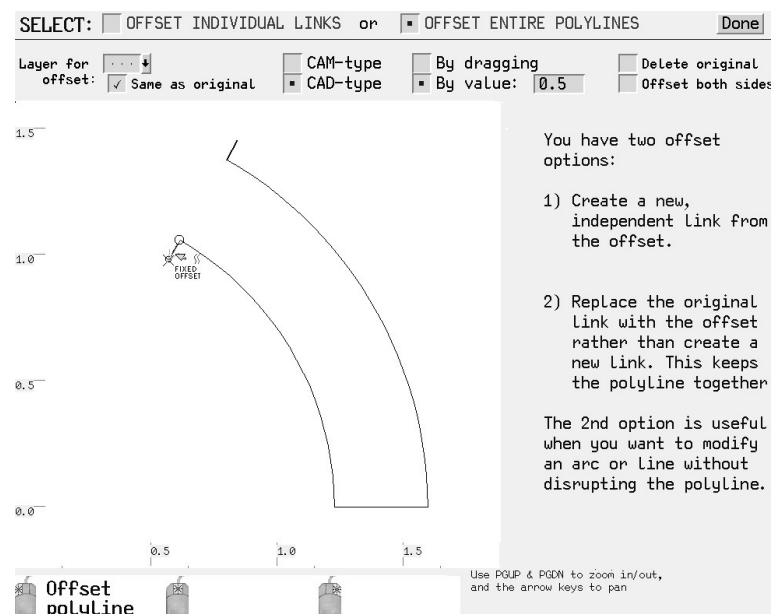 SELECT: OFFSET INDIVIDUAL LINKS or OFFSET ENTIRE POLYLINES Done
Layer for ... CAM-type By dragging Delete original
offset: Same as original CAD-type By value: 0.5 Offset both sides
1.5
You have two offset
options:
1) Create a new,
independent link from
the offset.
1.0
FIXED
OFFSET
2) Replace the original
link with the offset
rather than create a
new link. This keeps
the polyline together
0.5
The 2nd option is useful
when you want to modify
an arc or line without
disrupting the polyline.
0.0
0.5 1.0 1.5
Use PGUP & PGDN to zoom in/out,
and the arrow keys to pan
Offset
polyline